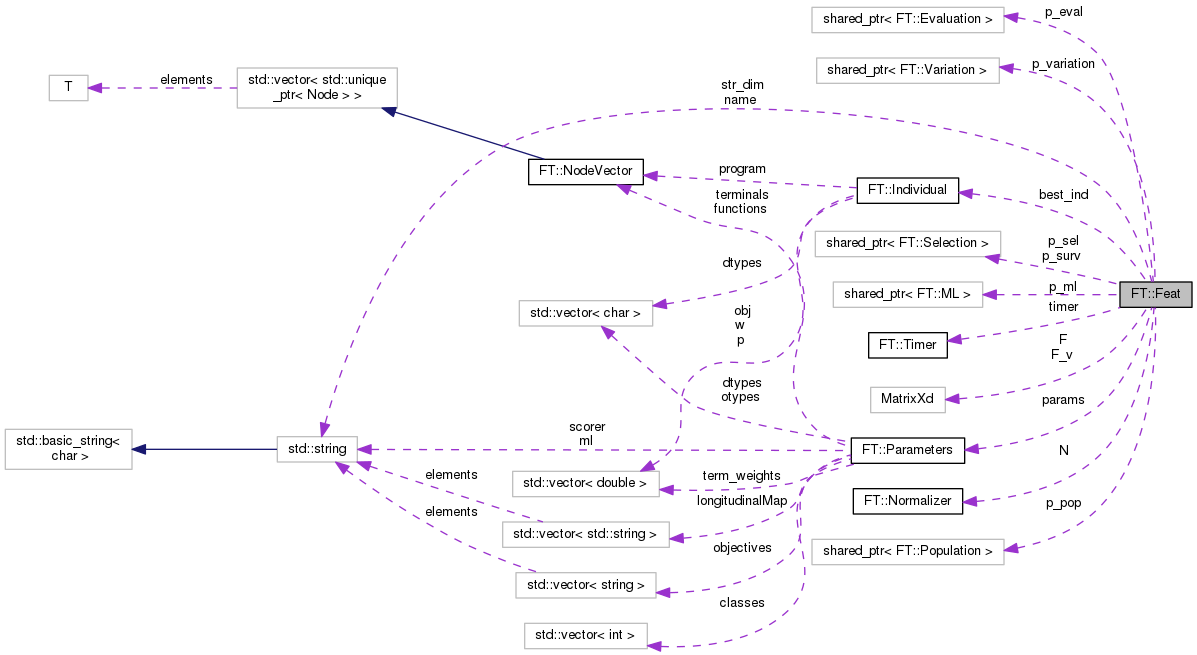 shared_ptr< FT::Evaluation >
p_eval
shared_ptr< FT::Variation >
p_variation
T
elements
std::vector< std::unique
_ptr< Node > >
str_dim
name
FT::NodeVector
program
FT::Individual
best_ind
terminals
functions
shared_ptr< FT::Selection >
p_sel
p_surv
dtypes
shared_ptr< FT::ML >
p_ml
FT::Feat
std::vector< char >
obj
w
p
timer
FT::Timer
F
F_v
dtypes
otypes
MatrixXd
params
std::basic_string<
char >
std::string
scorer
ml
FT::Parameters
std::vector< double >
term_weights
elements
longitudinalMap
FT::Normalizer
N
std::vector< std::string >
elements
objectives
shared_ptr< FT::Population >
p_pop
std::vector< string >
classes
std::vector< int >